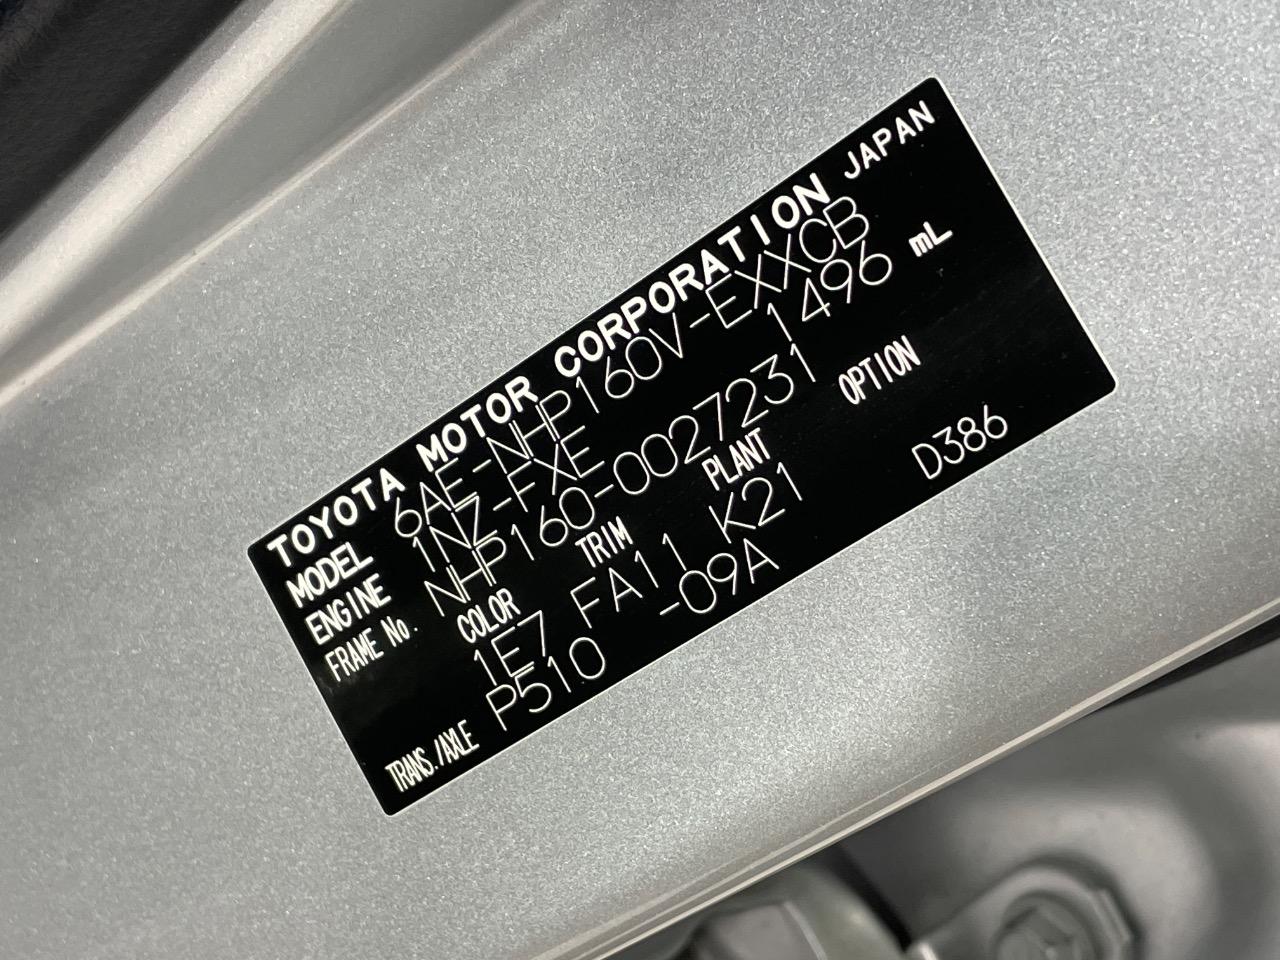 TOYOTA MOTOR CORPORATION JAPAN
MODEL 6AE-NHP160V-EXXCB
ENGINE 1NZ-FXE 1496 mL
FRAME No. NHP160-0027231
COLOR TRIM PLANT OPTION
1E7 FA11 K21 D386
TRANS./AXLE P510 -09A